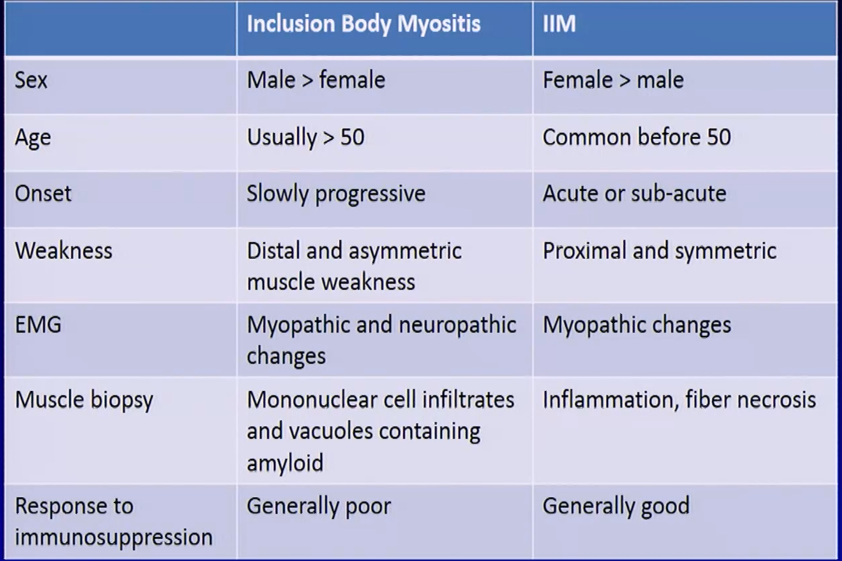 Inclusion Body Myositis IIM
Sex Male > female Female > male
Age Usually > 50 Common before 50
Onset Slowly progressive Acute or sub-acute
Weakness Distal and asymmetric Proximal and symmetric
muscle weakness
EMG Myopathic and neuropathic Myopathic changes
changes
Muscle biopsy Mononuclear cell infiltrates Inflammation, fiber necrosis
and vacuoles containing
amyloid
Response to Generally poor Generally good
immunosuppression